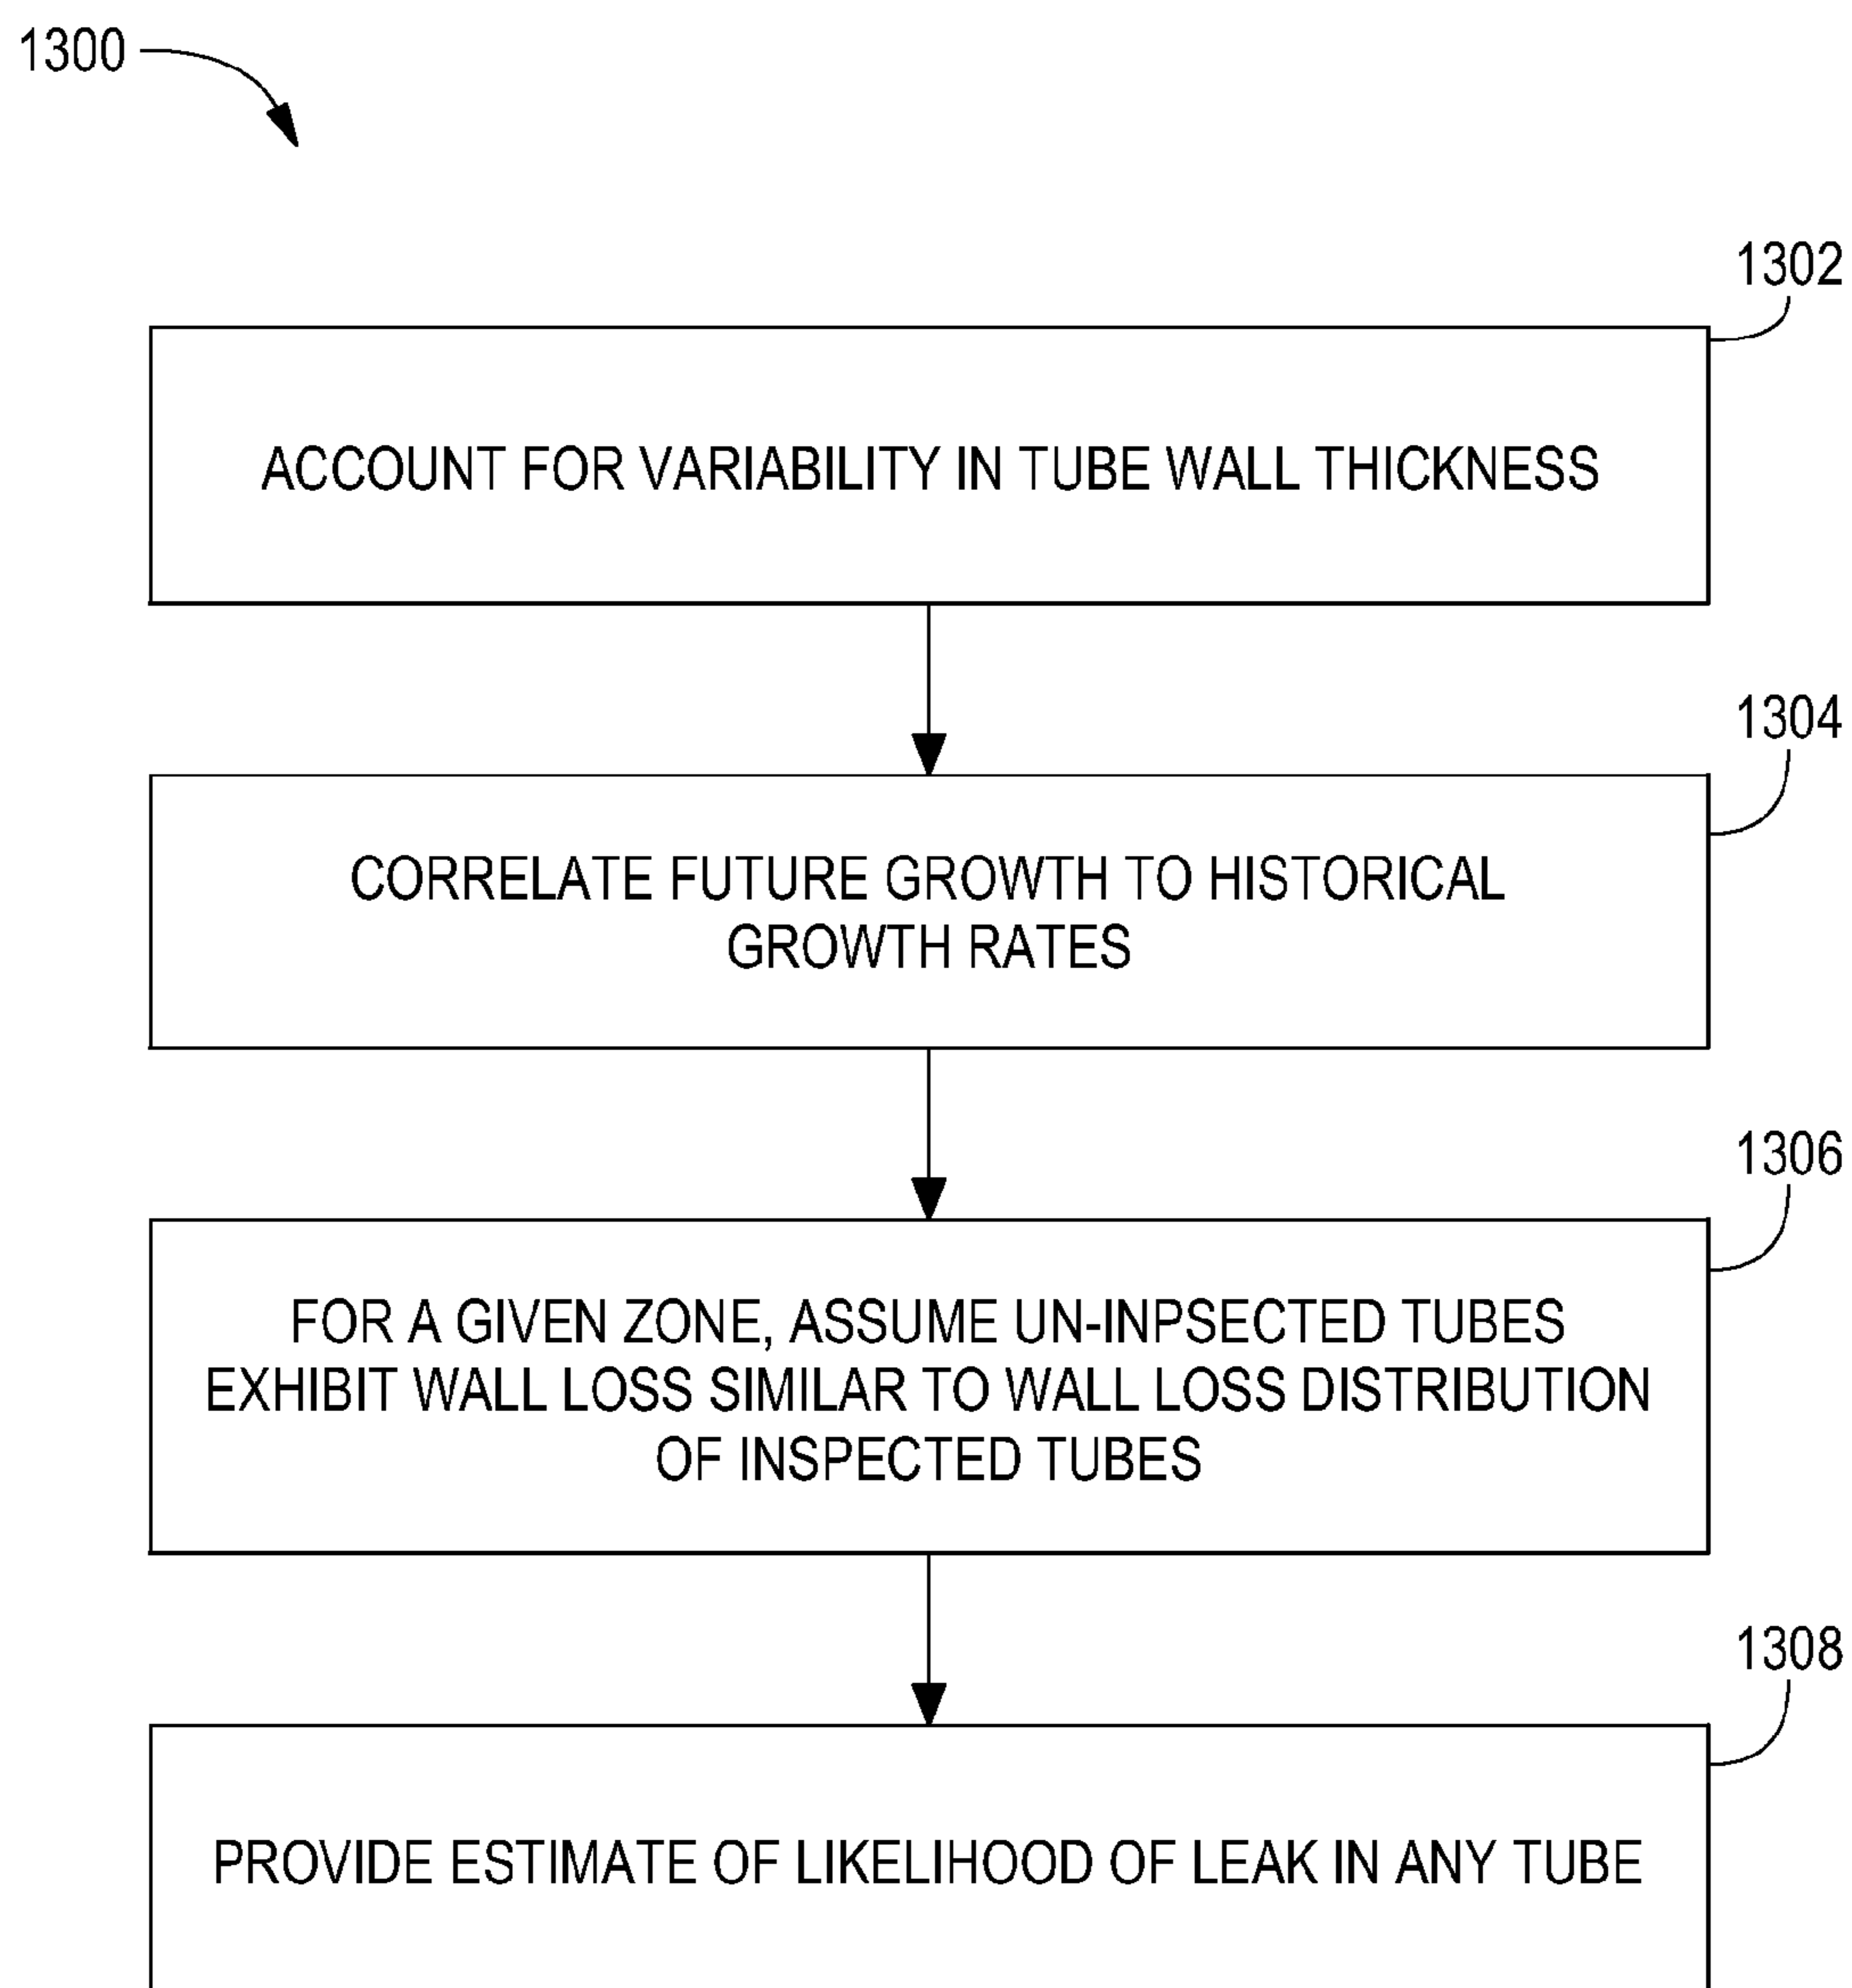 1300
1302
ACCOUNT FOR VARIABILITY IN TUBE WALL THICKNESS
1304
CORRELATE FUTURE GROWTH TO HISTORICAL
GROWTH RATES
1306
FOR A GIVEN ZONE, ASSUME UN-INPSECTED TUBES
EXHIBIT WALL LOSS SIMILAR TO WALL LOSS DISTRIBUTION
OF INSPECTED TUBES
1308
PROVIDE ESTIMATE OF LIKELIHOOD OF LEAK IN ANY TUBE